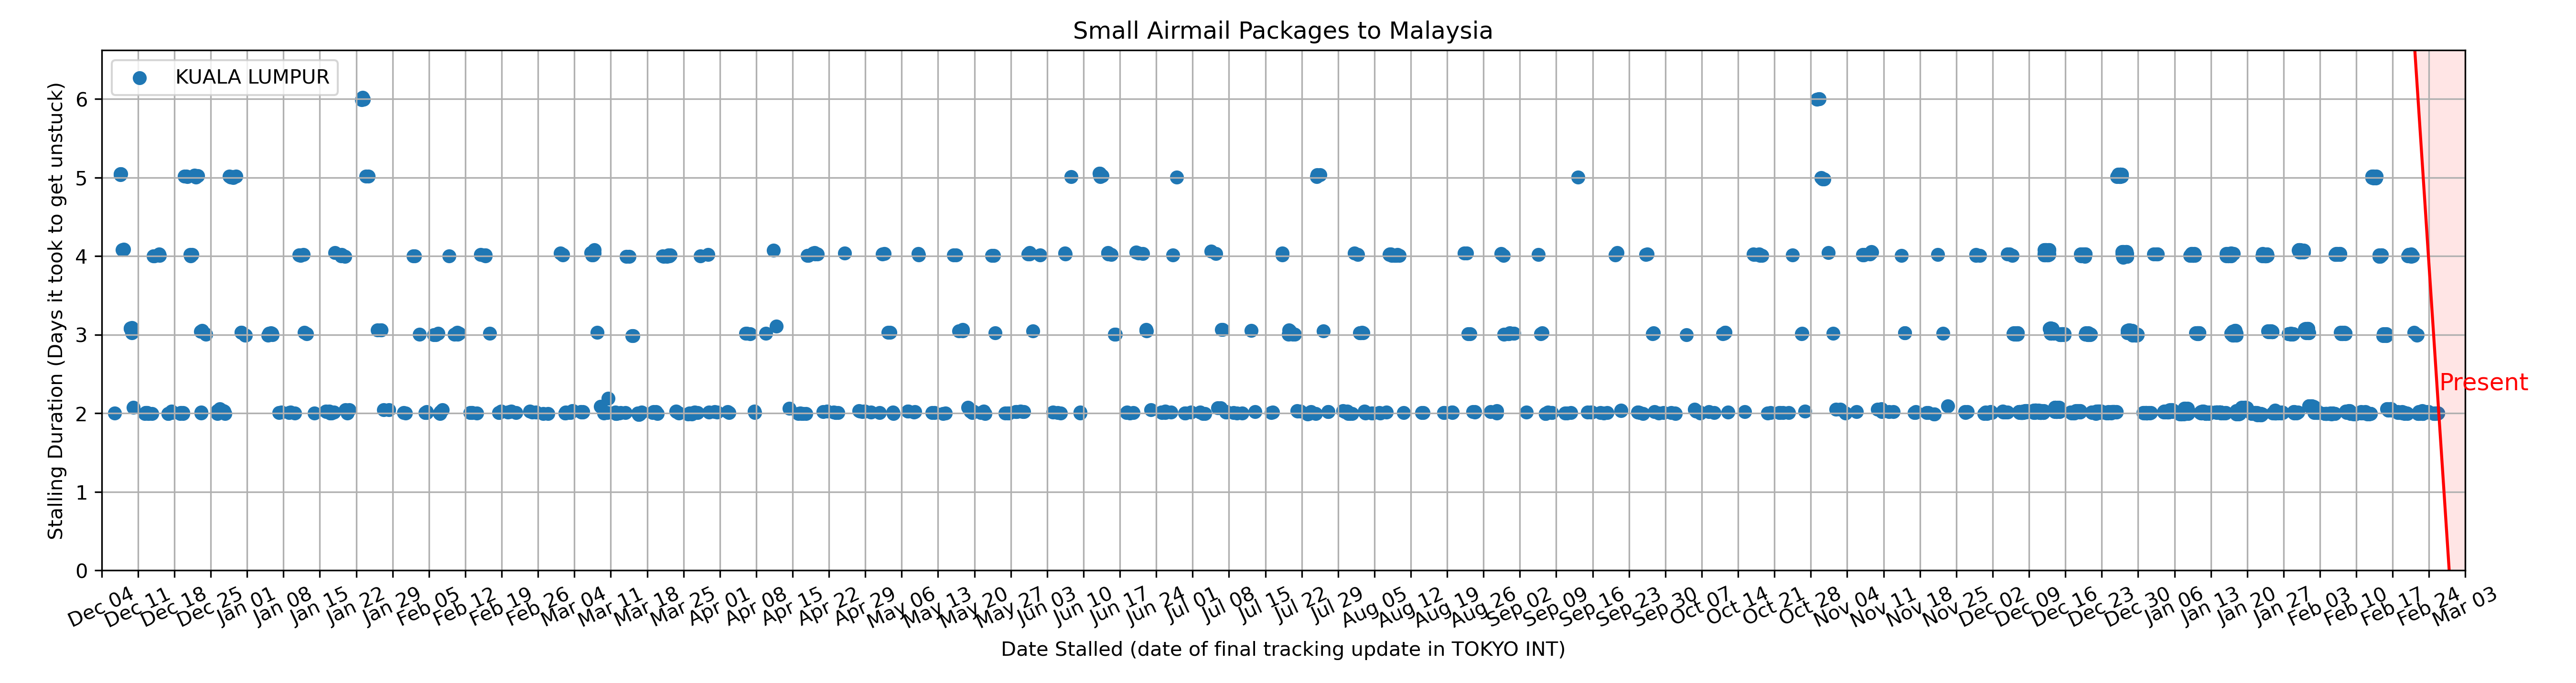 Small Airmail Packages to Malaysia
KUALA LUMPUR
Stalling Duration (Days it took to get unstuck)
6
5
4
3
2
1
0
Present
Dec 04
Dec 11
Dec 18
Dec 25
Jan 01
Jan 08
Jan 15
Jan 22
Jan 29
Feb 05
Feb 12
Feb 19
Feb 26
Mar 04
Mar 11
Mar 18
Mar 25
Apr 01
Apr 08
Apr 15
Apr 22
Apr 29
May 06
May 13
May 20
May 27
Jun 03
Jun 10
Jun 17
Jun 24
Jul 01
Jul 08
Jul 15
Jul 22
Jul 29
Aug 05
Aug 12
Aug 19
Aug 26
Sep 02
Sep 09
Sep 16
Sep 23
Sep 30
Oct 07
Oct 14
Oct 21
Oct 28
Nov 04
Nov 11
Nov 18
Nov 25
Dec 02
Dec 09
Dec 16
Dec 23
Dec 30
Jan 06
Jan 13
Jan 20
Jan 27
Feb 03
Feb 10
Feb 17
Feb 24
Mar 03
Date Stalled (date of final tracking update in TOKYO INT)